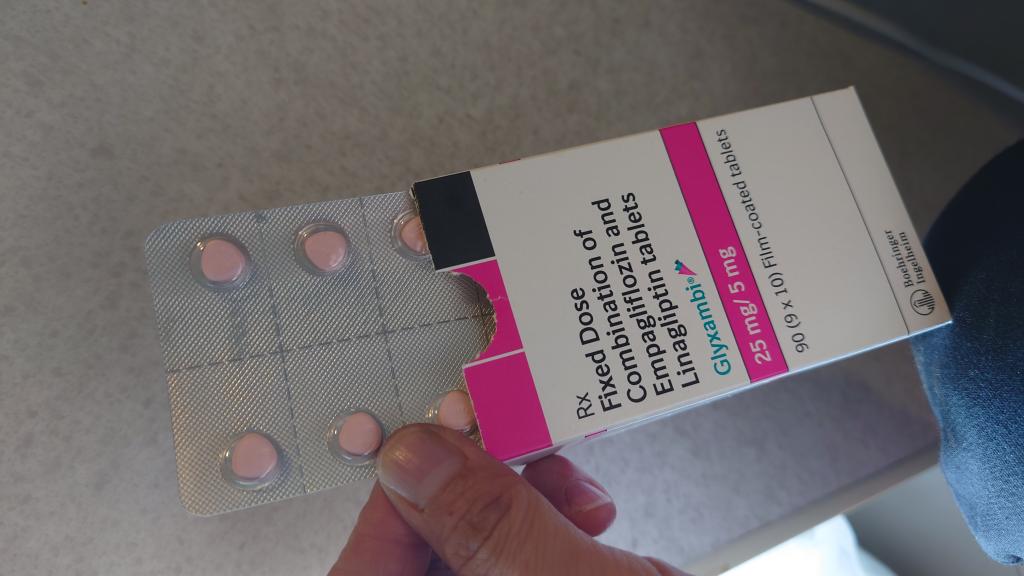 Rx
Fixed Dose
Combination of
Empagliflozin and
Linagliptin tablets
Glyxambi®
25 mg/ 5 mg
90 (9 x 10) Film-coated tablets
Boehringer
Ingelheim